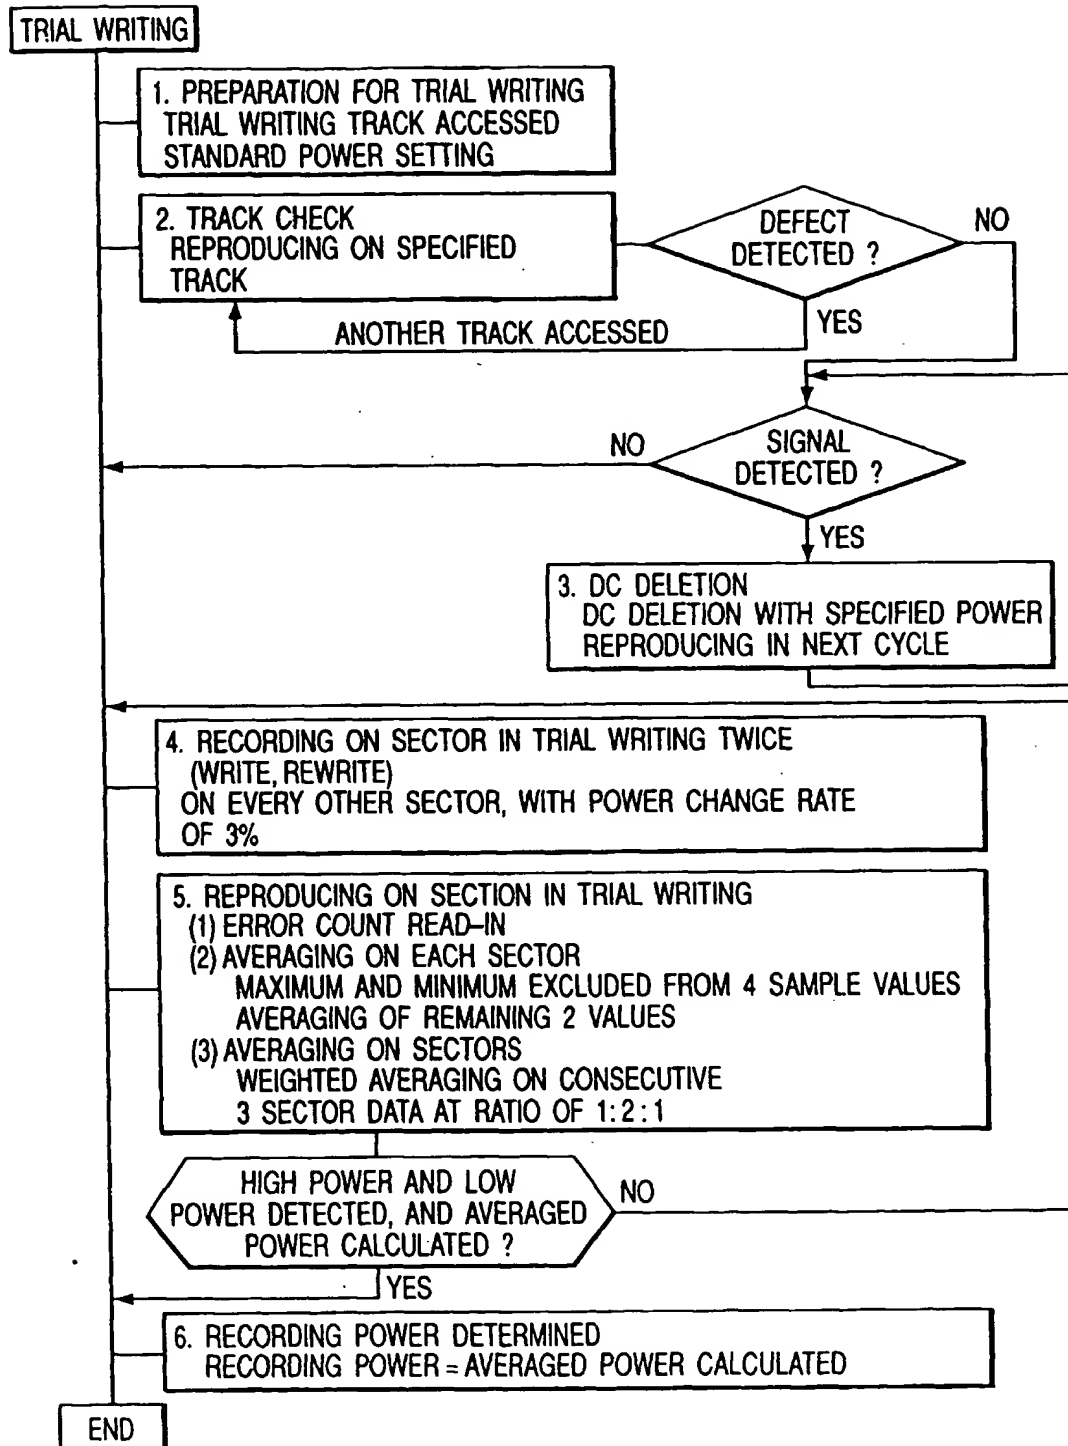 TRIAL WRITING
1. PREPARATION FOR TRIAL WRITING
TRIAL WRITING TRACK ACCESSED
STANDARD POWER SETTING
2. TRACK CHECK
REPRODUCING ON SPECIFIED
TRACK
DEFECT
DETECTED ?
NO
YES
ANOTHER TRACK ACCESSED
NO
SIGNAL
DETECTED ?
YES
3. DC DELETION
DC DELETION WITH SPECIFIED POWER
REPRODUCING IN NEXT CYCLE
4. RECORDING ON SECTOR IN TRIAL WRITING TWICE
(WRITE, REWRITE)
ON EVERY OTHER SECTOR, WITH POWER CHANGE RATE
OF 3%
5. REPRODUCING ON SECTION IN TRIAL WRITING
(1) ERROR COUNT READ-IN
(2) AVERAGING ON EACH SECTOR
MAXIMUM AND MINIMUM EXCLUDED FROM 4 SAMPLE VALUES
AVERAGING OF REMAINING 2 VALUES
(3) AVERAGING ON SECTORS
WEIGHTED AVERAGING ON CONSECUTIVE
3 SECTOR DATA AT RATIO OF 1:2:1
HIGH POWER AND LOW
POWER DETECTED, AND AVERAGED
POWER CALCULATED ?
NO
YES
6. RECORDING POWER DETERMINED
RECORDING POWER = AVERAGED POWER CALCULATED
END